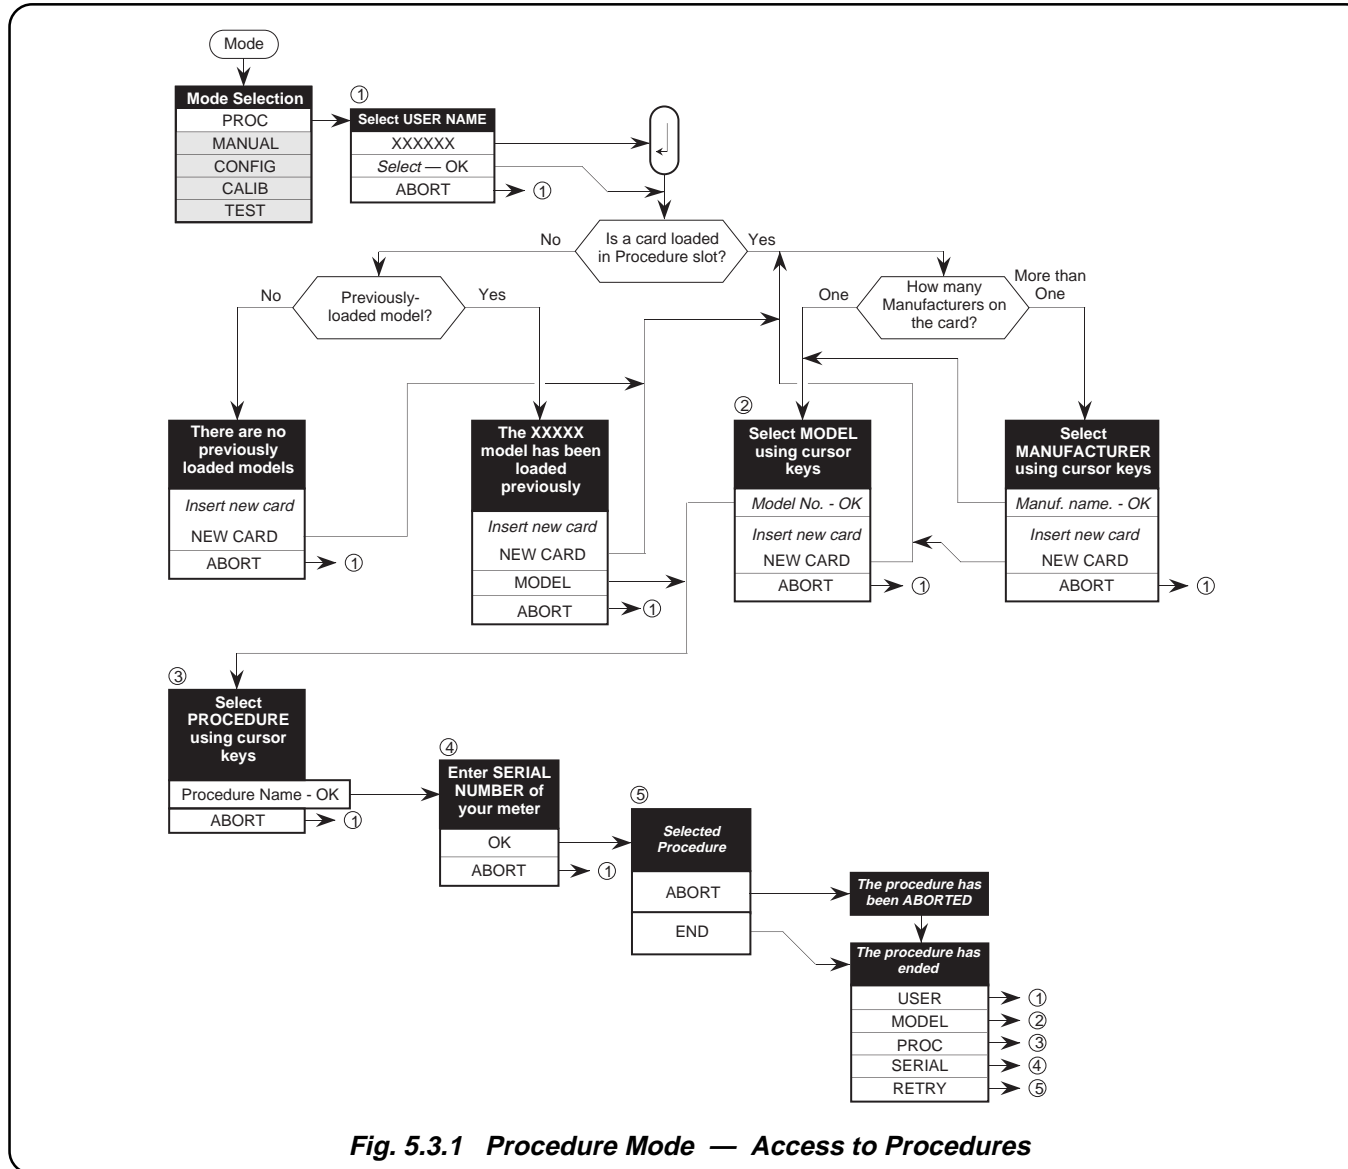 Mode
Mode Selection
PROC
MANUAL
CONFIG
CALIB
TEST
①
Select USER NAME
XXXXXX
Select — OK
ABORT
①
Is a card loaded
in Procedure slot?
No
Yes
Previously-
loaded model?
No
Yes
How many
Manufacturers on
the card?
One
More than
One
There are no
previously
loaded models
Insert new card
NEW CARD
ABORT
①
The XXXXX
model has been
loaded
previously
Insert new card
NEW CARD
MODEL
ABORT
①
②
Select MODEL
using cursor
keys
Model No. - OK
Insert new card
NEW CARD
ABORT
①
Select
MANUFACTURER
using cursor keys
Manuf. name. - OK
Insert new card
NEW CARD
ABORT
①
③
Select
PROCEDURE
using cursor
keys
Procedure Name - OK
ABORT
①
④
Enter SERIAL
NUMBER of
your meter
OK
ABORT
①
⑤
Selected
Procedure
ABORT
END
The procedure has
been ABORTED
The procedure has
ended
USER
①
MODEL
②
PROC
③
SERIAL
④
RETRY
⑤
Fig. 5.3.1 Procedure Mode — Access to Procedures